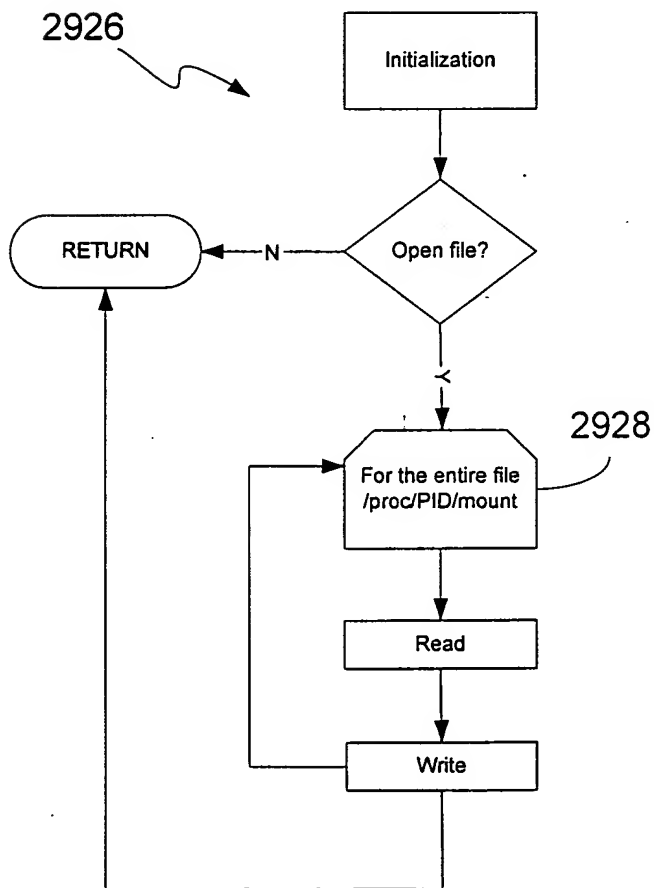 2926
Initialization
RETURN
N
Open file?
Y
2928
For the entire file
/proc/PID/mount
Read
Write